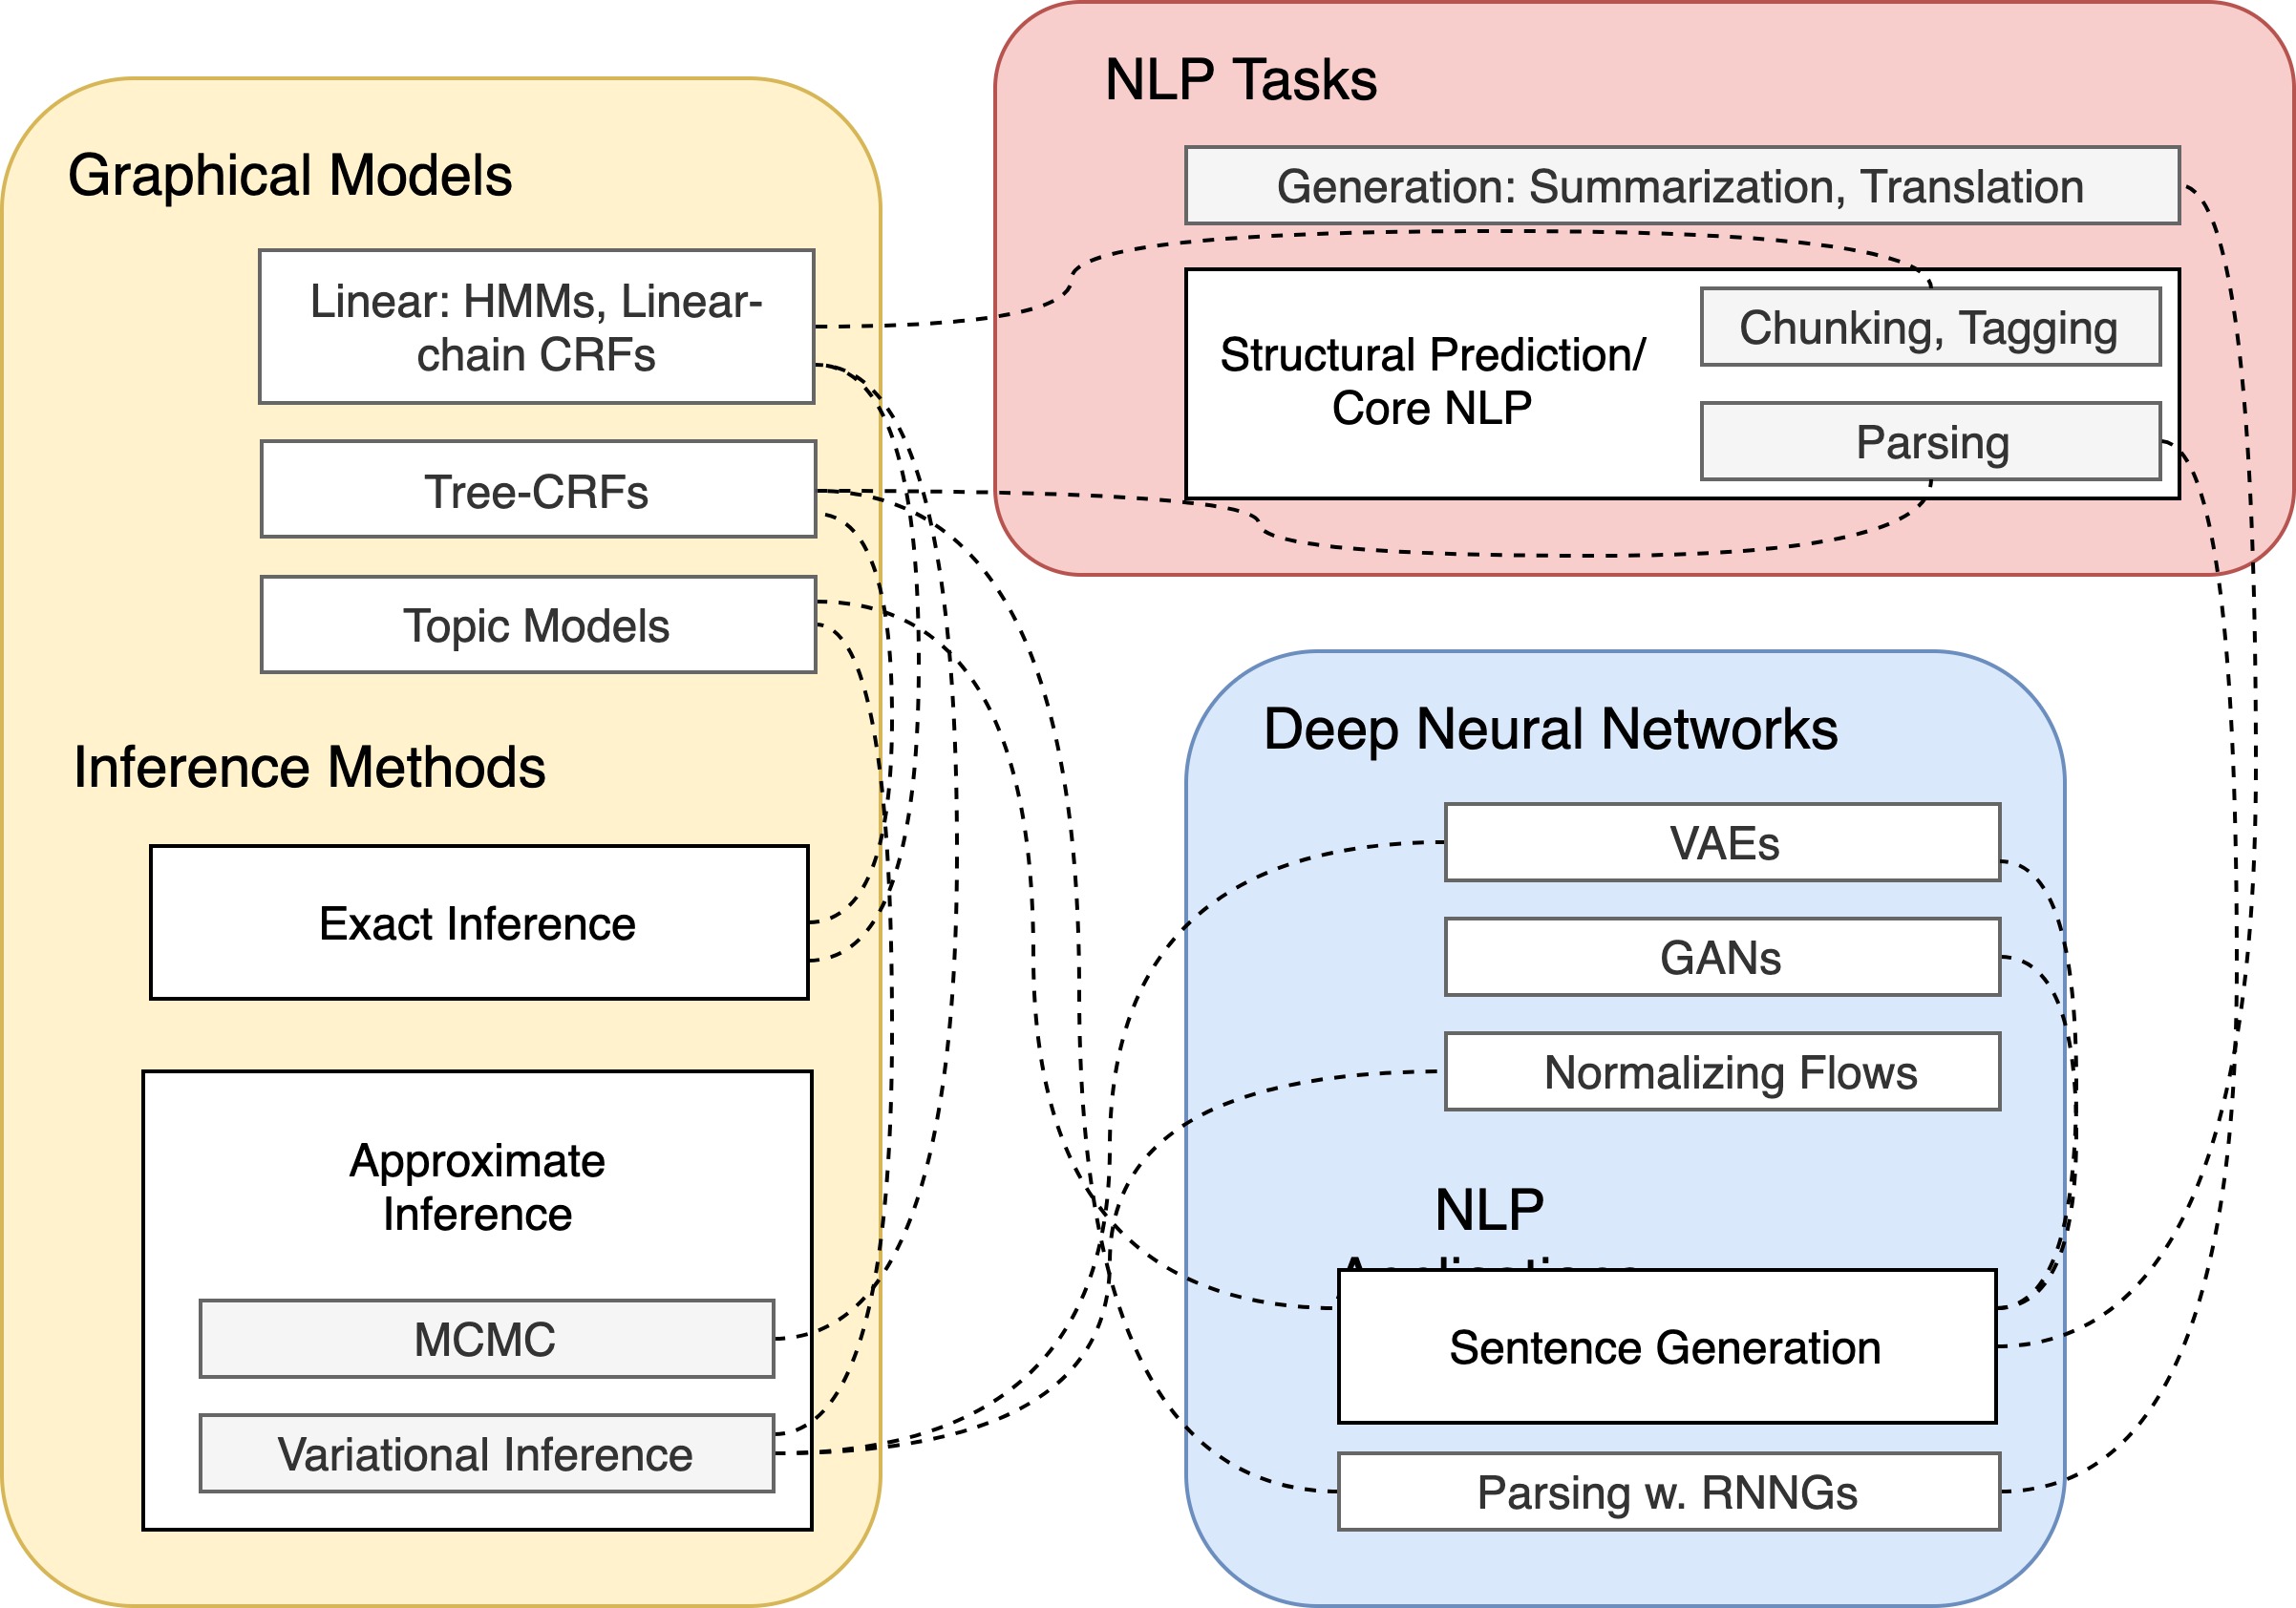 NLP Tasks
Generation: Summarization, Translation
Structural Prediction/
Core NLP
Chunking, Tagging
Parsing
Graphical Models
Linear: HMMs, Linear-
chain CRFs
Tree-CRFs
Topic Models
Inference Methods
Exact Inference
Approximate
Inference
MCMC
Variational Inference
Deep Neural Networks
VAEs
GANs
Normalizing Flows
NLP
Sentence Generation
Parsing w. RNNGs